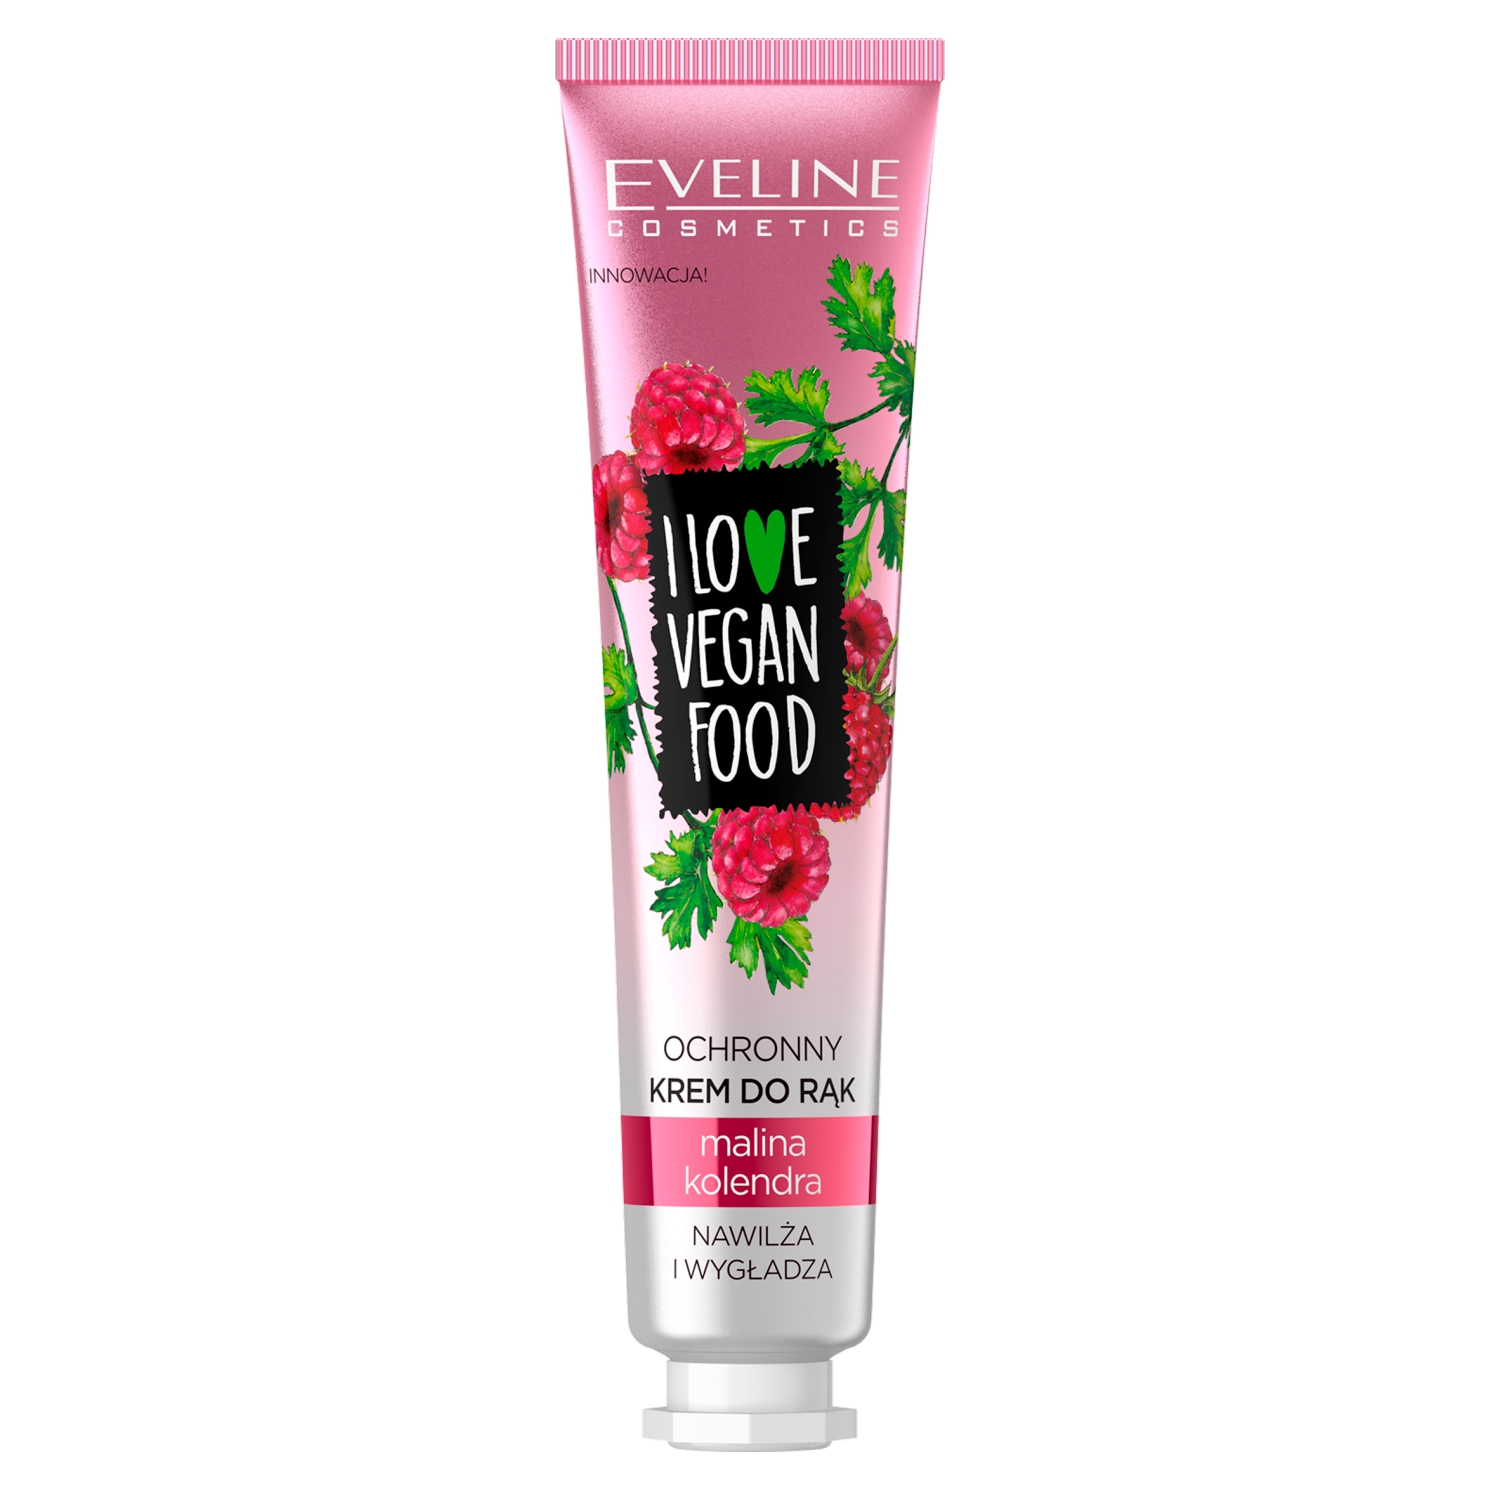 EVELINE
COSMETICS
INNOWACJA!
I LOVE
VEGAN
FOOD
OCHRONNY
KREM DO RĄK
malina
kolendra
NAWILŻA
I WYGŁADZA